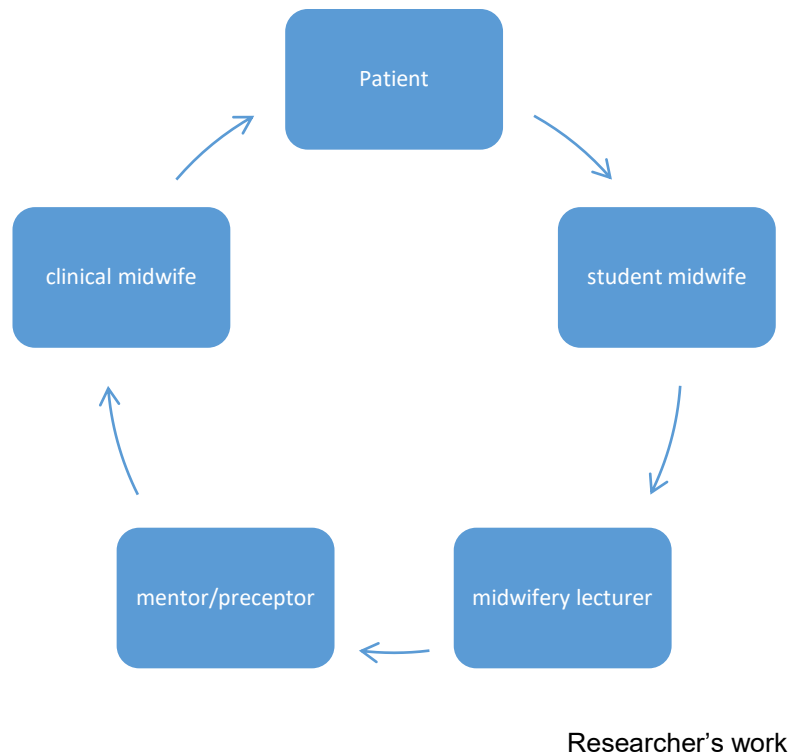 Patient
student midwife
midwifery lecturer
mentor/preceptor
clinical midwife
Researcher’s work